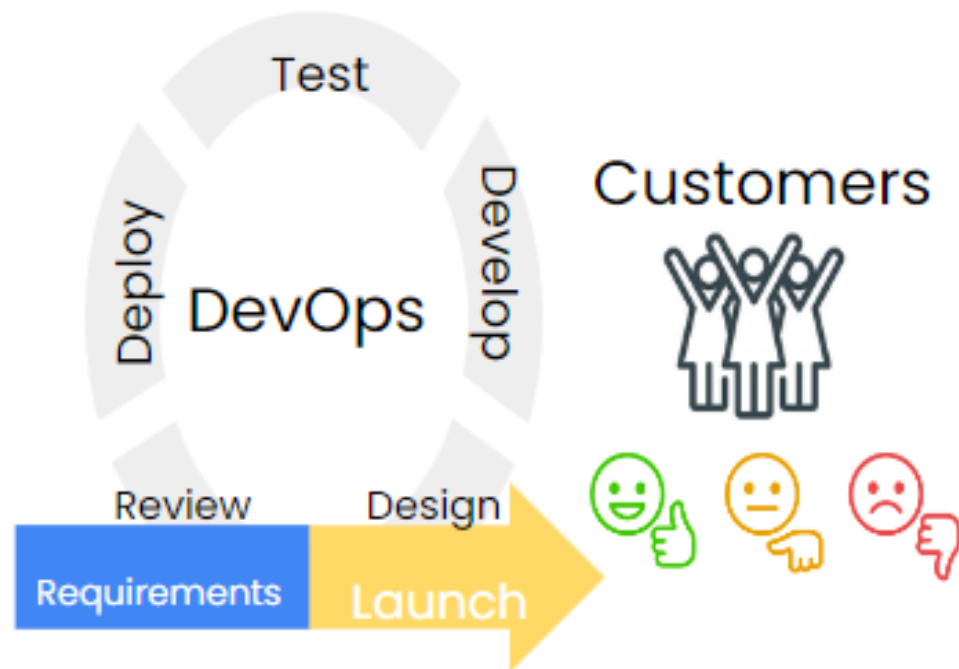 Test
Develop
Customers
Deploy
DevOps
Review
Design
Requirements
Launch